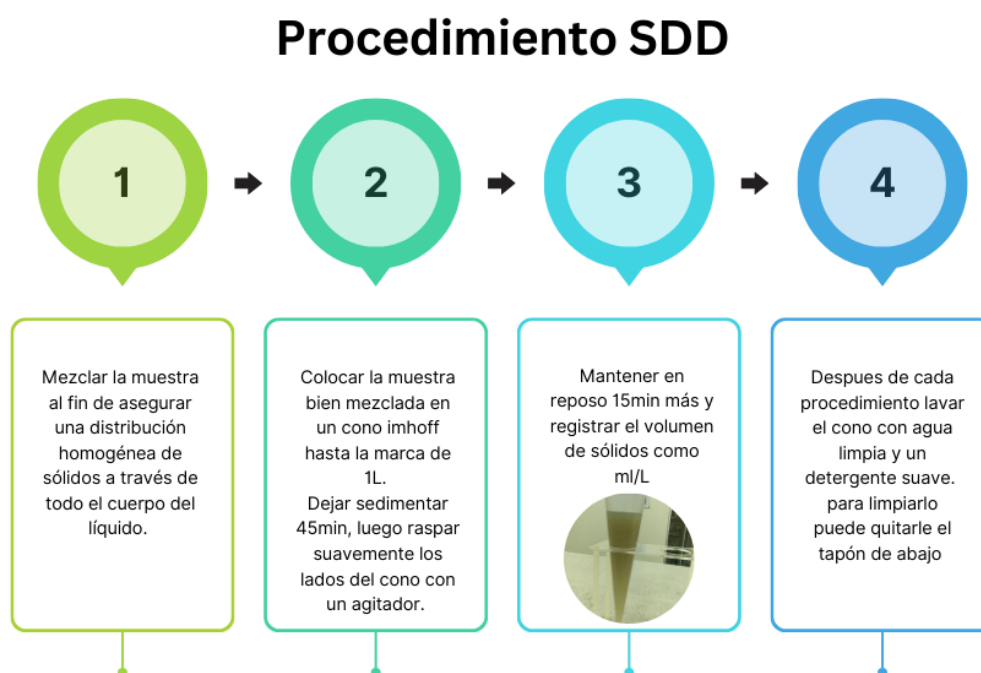 Procedimiento SDD
1
2
3
4
Mezclar la muestra
al fin de asegurar
una distribución
homogénea de
sólidos a través de
todo el cuerpo del
líquido.
Colocar la muestra
bien mezclada en
un cono imhoff
hasta la marca de
1L.
Dejar sedimentar
45min, luego raspar
suavemente los
lados del cono con
un agitador.
Mantener en
reposo 15min más y
registrar el volumen
de sólidos como
ml/L
Despues de cada
procedimiento lavar
el cono con agua
limpia y un
detergente suave.
para limpiarlo
puede quitarle el
tapón de abajo